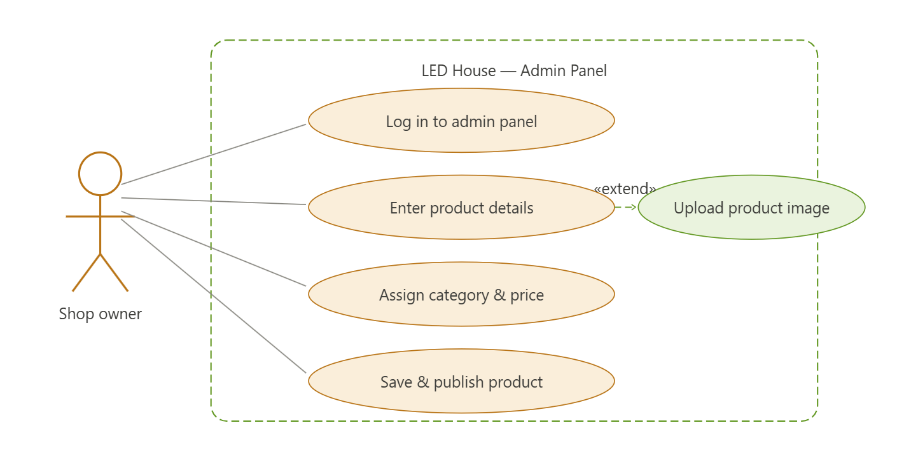 LED House — Admin Panel
Log in to admin panel
«extend»
Enter product details
Upload product image
Assign category & price
Shop owner
Save & publish product